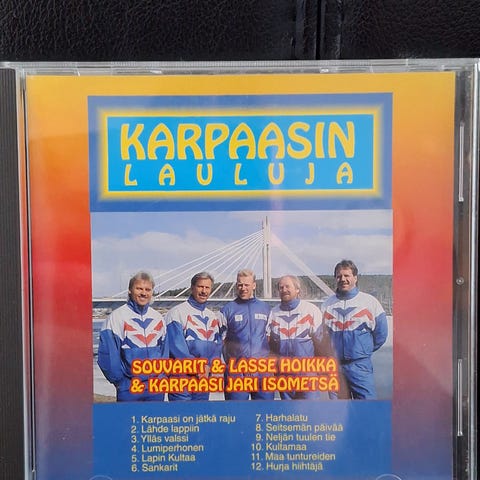 KARPAASIN
LAULUJA
SOUVARIT & LASSE HOIKKA
& KARPAASI JARI ISOMETSÄ
1. Karpaasi on jätkä raju
2. Lähde lappiin
3. Ylläs valssi
4. Lumiperhonen
5. Lapin Kultaa
6. Sankarit
7. Harhalatu
8. Seitsemän päivää
9. Neljän tuulen tie
10. Kultamaa
11. Maa tuntureiden
12. Hurja hiihtäjä